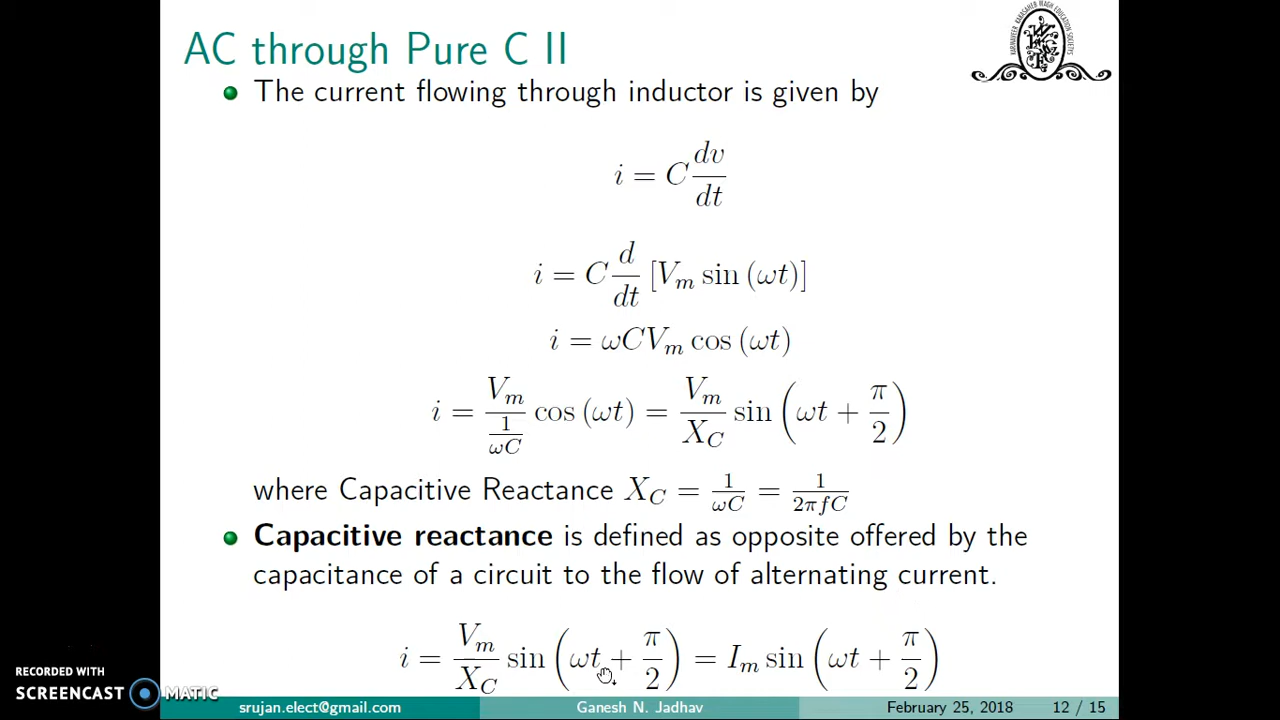 AC through Pure C II
The current flowing through inductor is given by
i = C dv/dt
i = C d/dt [V_m sin (ωt)]
i = ωCV_m cos (ωt)
i = V_m/(1/ωC) cos (ωt) = V_m/X_C sin (ωt + π/2)
where Capacitive Reactance X_C = 1/ωC = 1/2πfC
Capacitive reactance is defined as opposite offered by the
capacitance of a circuit to the flow of alternating current.
i = V_m/X_C sin (ωt + π/2) = I_m sin (ωt + π/2)
RECORDED WITH
SCREENCAST MATIC
srujan.elect@gmail.com Ganesh N. Jadhav February 25, 2018 12 / 15